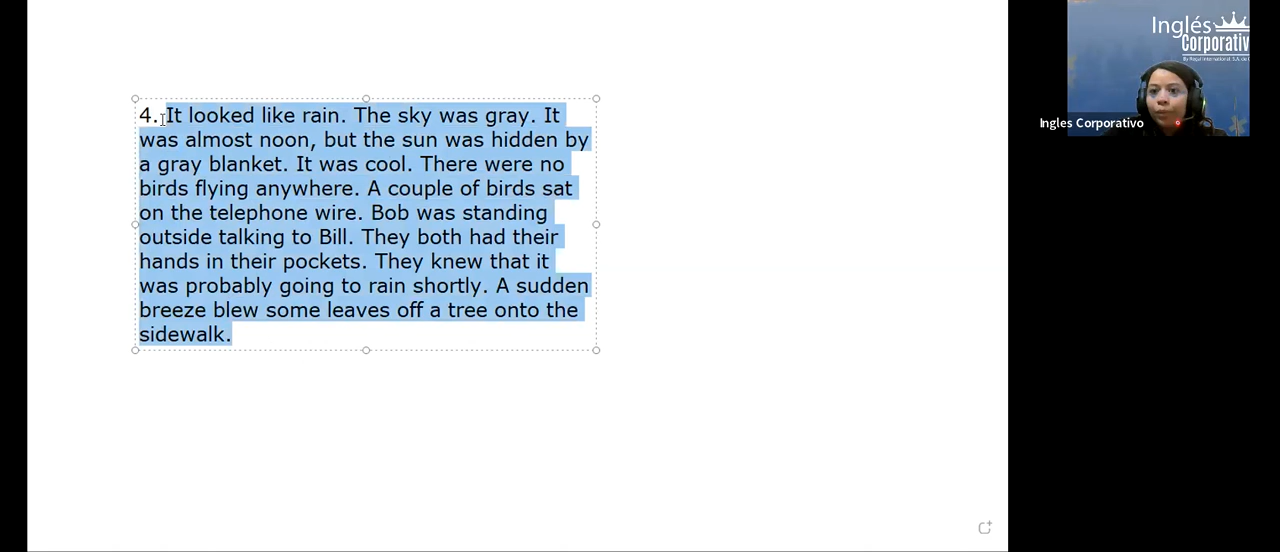 4. It looked like rain. The sky was gray. It
was almost noon, but the sun was hidden by
a gray blanket. It was cool. There were no
birds flying anywhere. A couple of birds sat
on the telephone wire. Bob was standing
outside talking to Bill. They both had their
hands in their pockets. They knew that it
was probably going to rain shortly. A sudden
breeze blew some leaves off a tree onto the
sidewalk.
Inglés
Corporativ
Ingles Corporativo